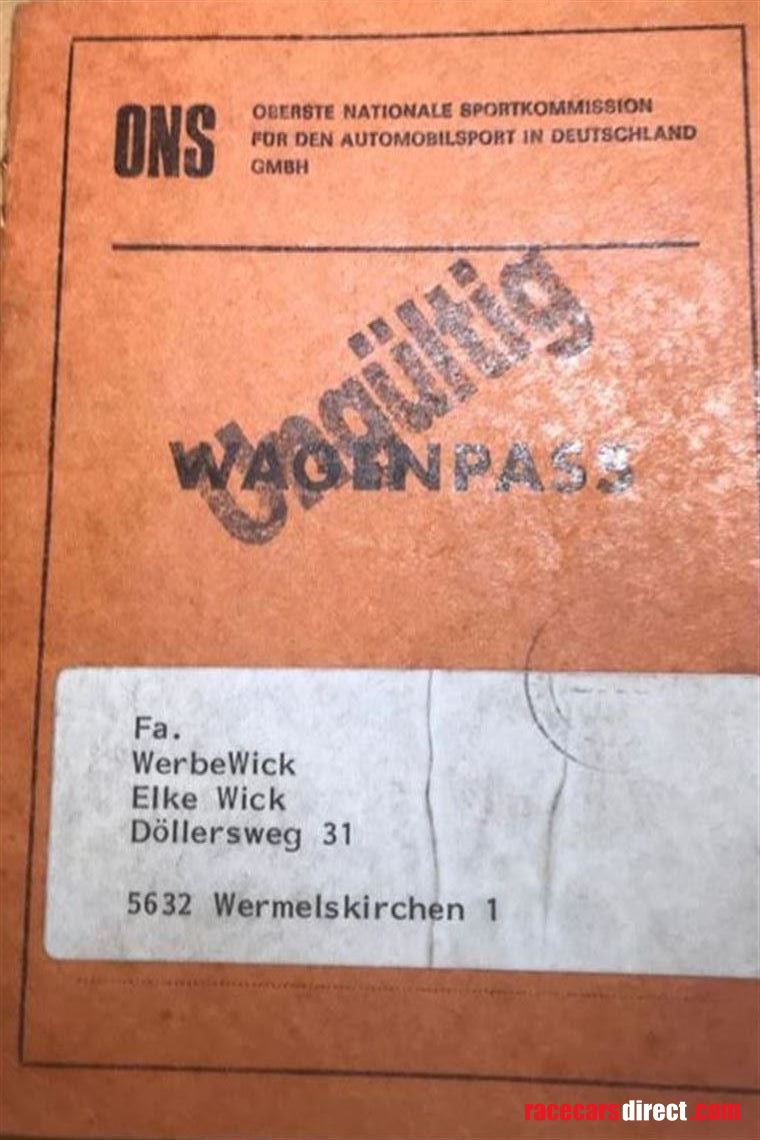 ONS
OBERSTE NATIONALE SPORTKOMMISSION
FÜR DEN AUTOMOBILSPORT IN DEUTSCHLAND
GMBH
Ungültig
WAGENPASS
Fa.
WerbeWick
Elke Wick
Döllersweg 31
5632 Wermelskirchen 1
racecarsdirect.com